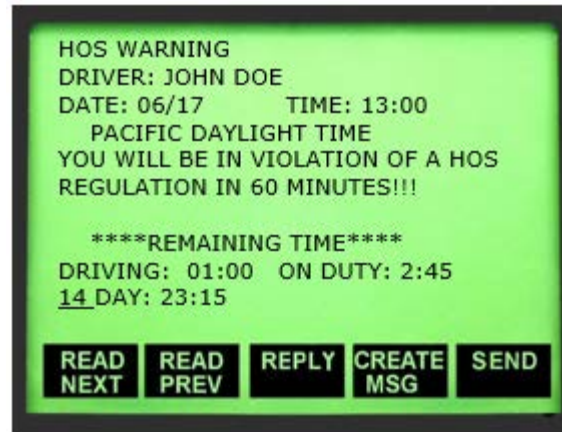 HOS WARNING
DRIVER: JOHN DOE
DATE: 06/17 TIME: 13:00
PACIFIC DAYLIGHT TIME
YOU WILL BE IN VIOLATION OF A HOS
REGULATION IN 60 MINUTES!!!
****REMAINING TIME****
DRIVING: 01:00 ON DUTY: 2:45
14 DAY: 23:15
READ NEXT READ PREV REPLY CREATE MSG SEND